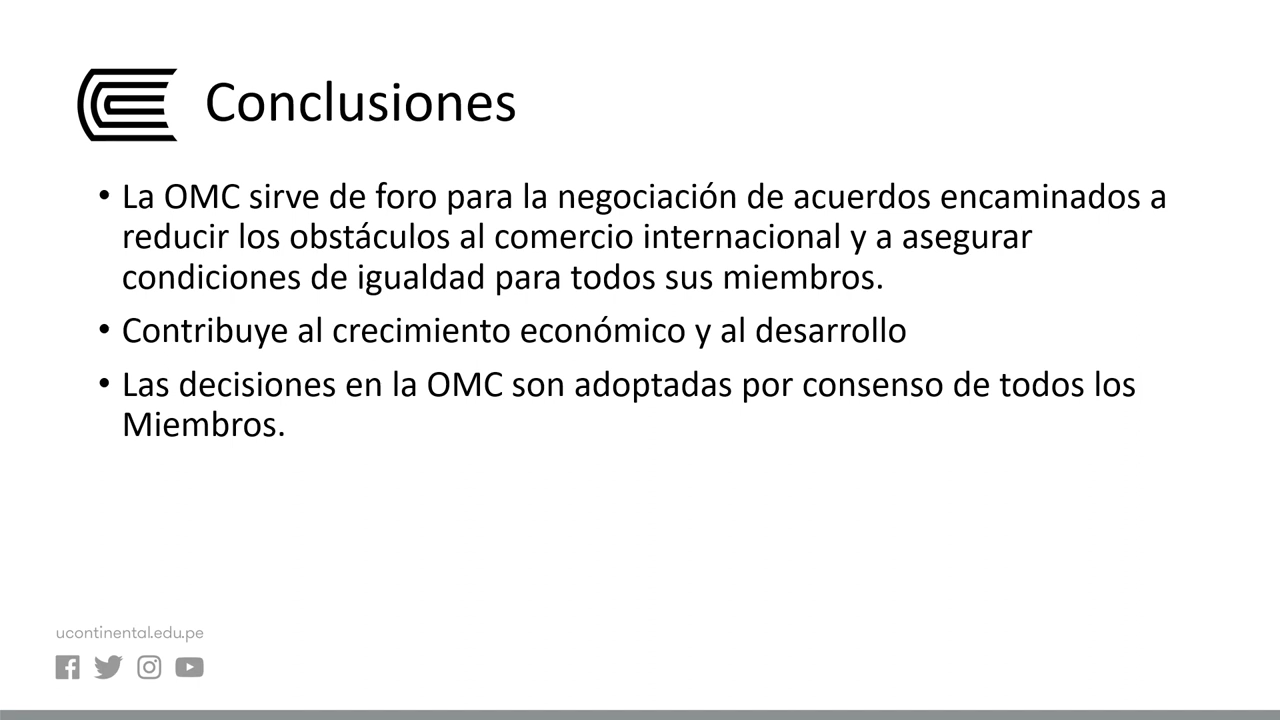 Conclusiones
• La OMC sirve de foro para la negociación de acuerdos encaminados a
reducir los obstáculos al comercio internacional y a asegurar
condiciones de igualdad para todos sus miembros.
• Contribuye al crecimiento económico y al desarrollo
• Las decisiones en la OMC son adoptadas por consenso de todos los
Miembros.
ucontinental.edu.pe